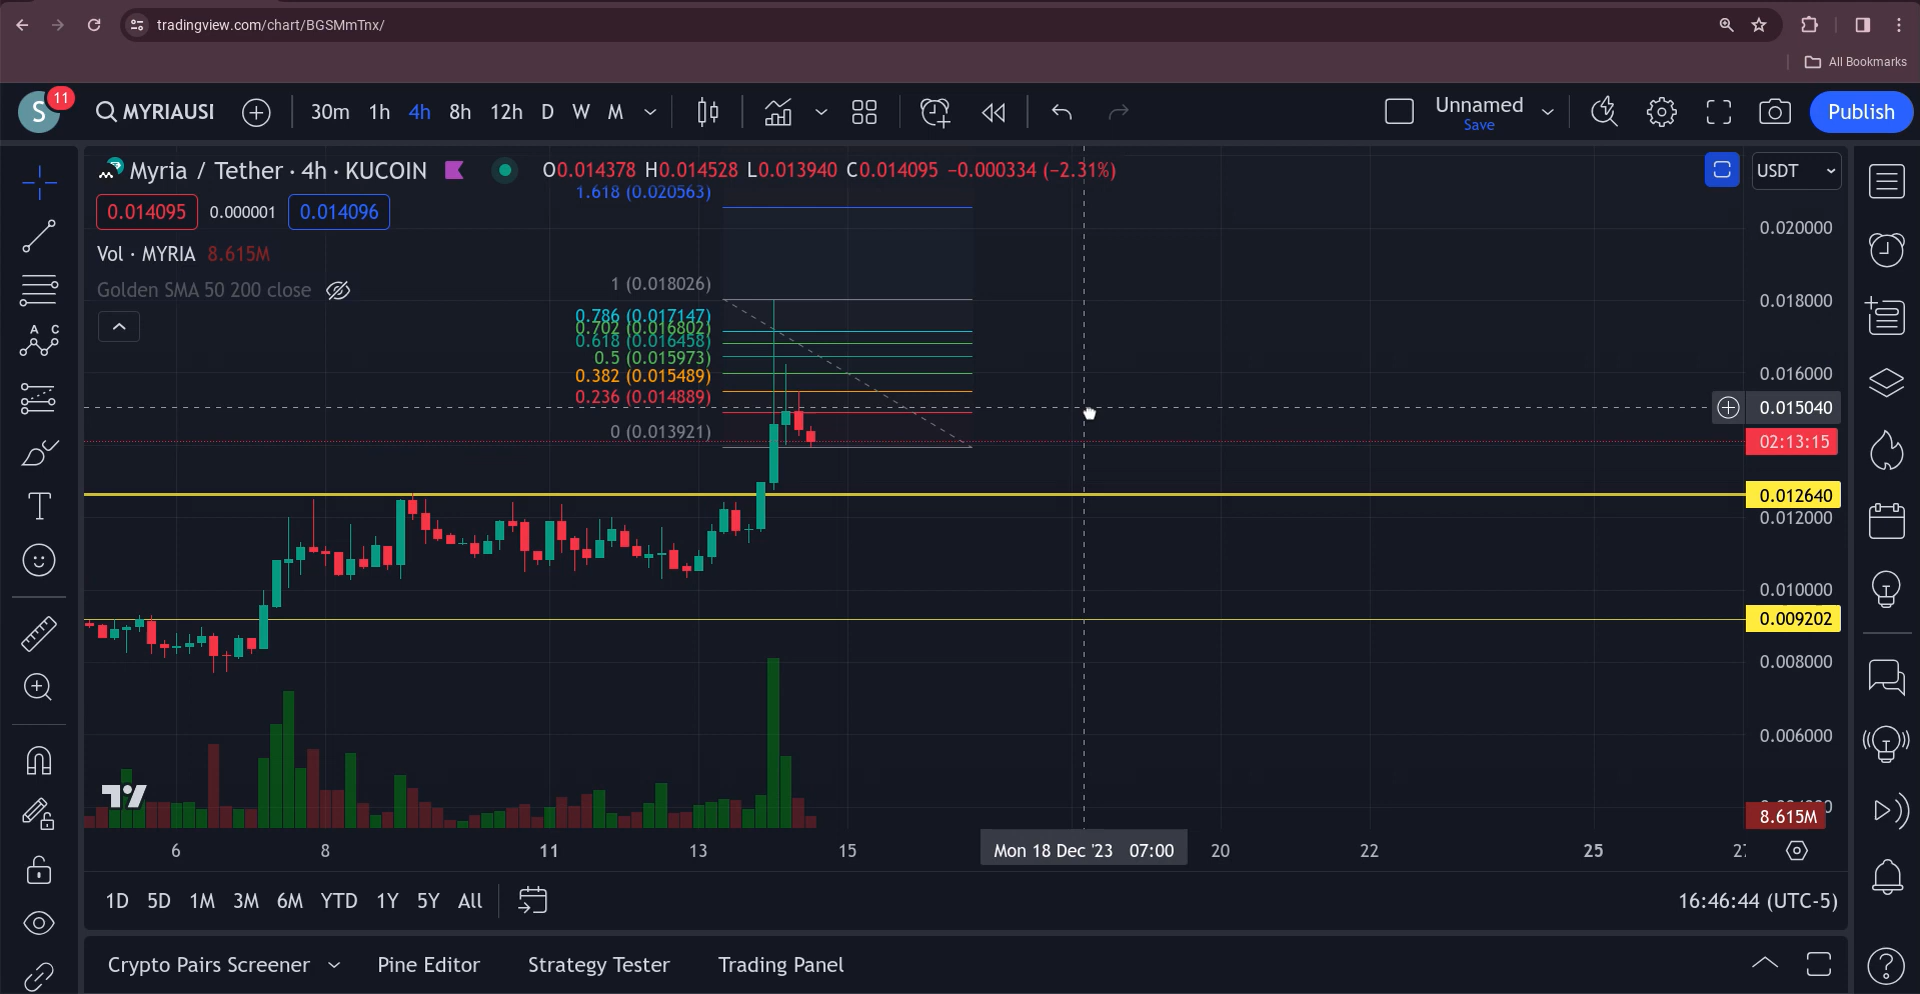 tradingview.com/chart/BGSMmTnx/
All Bookmarks
S
11
MYRIAUSI
30m 1h 4h 8h 12h D W M
Unnamed
Save
Publish
Myria / Tether · 4h · KUCOIN
O0.014378 H0.014528 L0.013940 C0.014095 −0.000334 (−2.31%)
USDT
1.618 (0.020563)
0.014095 0.000001 0.014096
Vol · MYRIA 8.615M
Golden SMA 50 200 close
1 (0.018026)
0.786 (0.017147)
0.702 (0.016802)
0.618 (0.016458)
0.5 (0.015973)
0.382 (0.015489)
0.236 (0.014889)
0 (0.013921)
0.020000
0.018000
0.016000
0.015040
02:13:15
0.012640
0.012000
0.010000
0.009202
0.008000
0.006000
8.615M
A C
T
6 8 11 13 15 Mon 18 Dec '23 07:00 20 22 25
1D 5D 1M 3M 6M YTD 1Y 5Y All
16:46:44 (UTC-5)
Crypto Pairs Screener Pine Editor Strategy Tester Trading Panel